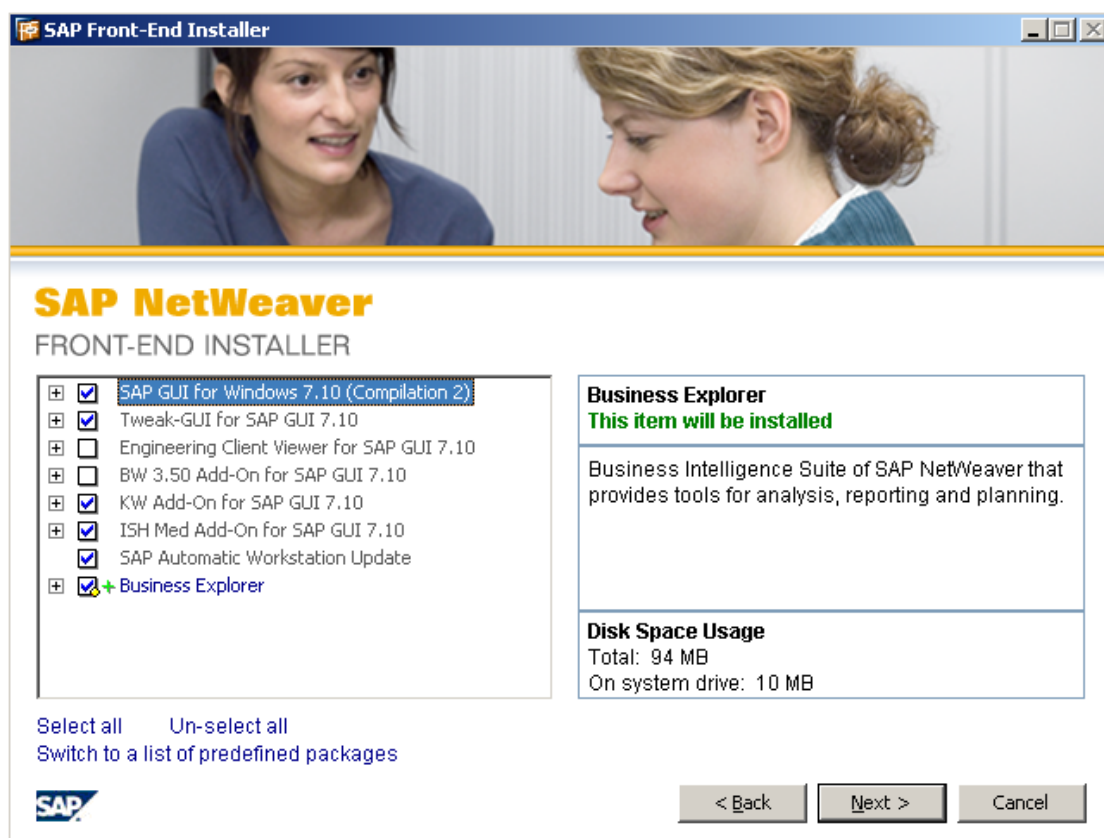 SAP Front-End Installer
SAP NetWeaver
FRONT-END INSTALLER
SAP GUI for Windows 7.10 (Compilation 2)
Tweak-GUI for SAP GUI 7.10
Engineering Client Viewer for SAP GUI 7.10
BW 3.50 Add-On for SAP GUI 7.10
KW Add-On for SAP GUI 7.10
ISH Med Add-On for SAP GUI 7.10
SAP Automatic Workstation Update
Business Explorer
Business Explorer
This item will be installed
Business Intelligence Suite of SAP NetWeaver that
provides tools for analysis, reporting and planning.
Disk Space Usage
Total: 94 MB
On system drive: 10 MB
Select all Un-select all
Switch to a list of predefined packages
SAP
< Back Next > Cancel